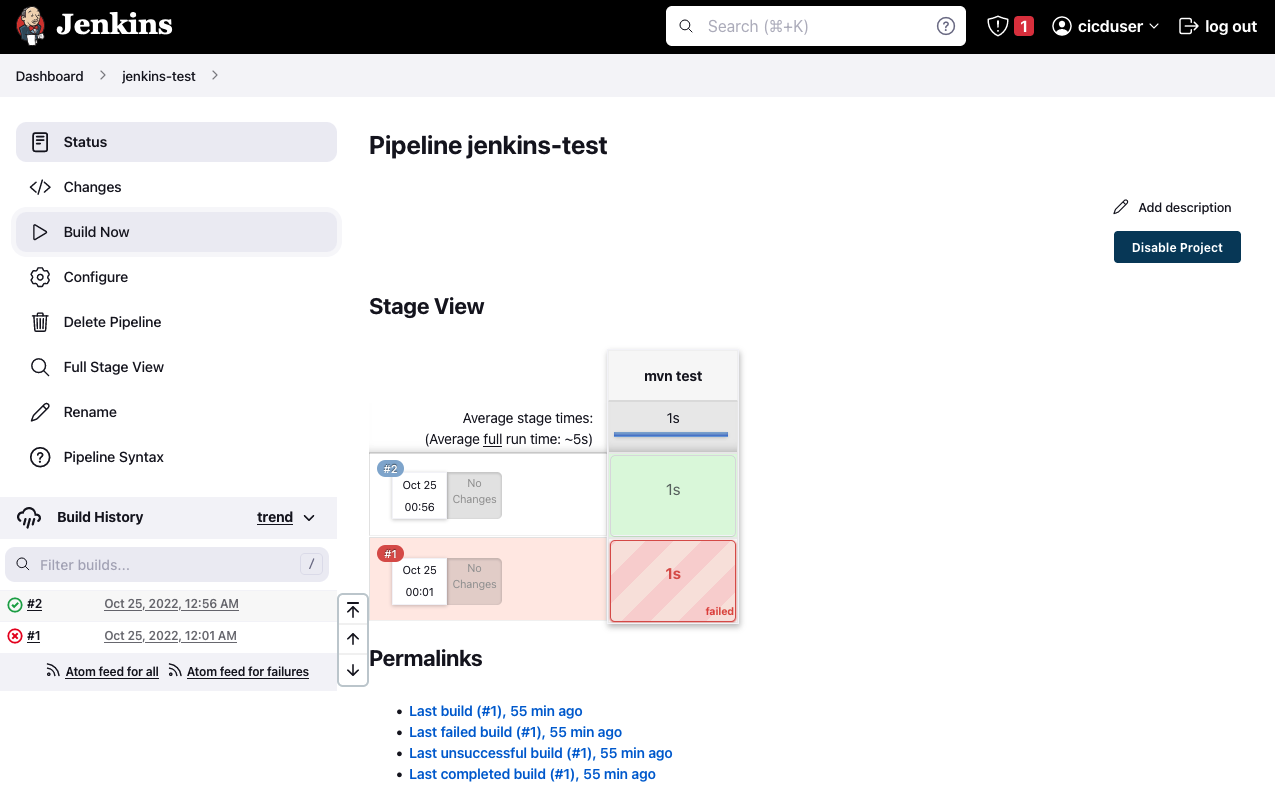 Jenkins
Search (⌘+K)
1
cicduser
log out
Dashboard
jenkins-test
Status
Changes
Build Now
Configure
Delete Pipeline
Full Stage View
Rename
Pipeline Syntax
Build History
trend
Filter builds...
/
#2
Oct 25, 2022, 12:56 AM
#1
Oct 25, 2022, 12:01 AM
Atom feed for all
Atom feed for failures
Pipeline jenkins-test
Add description
Disable Project
Stage View
mvn test
Average stage times:
1s
(Average full run time: ~5s)
#2
Oct 25
00:56
No
Changes
1s
#1
Oct 25
00:01
No
Changes
1s
failed
Permalinks
• Last build (#1), 55 min ago
• Last failed build (#1), 55 min ago
• Last unsuccessful build (#1), 55 min ago
• Last completed build (#1), 55 min ago